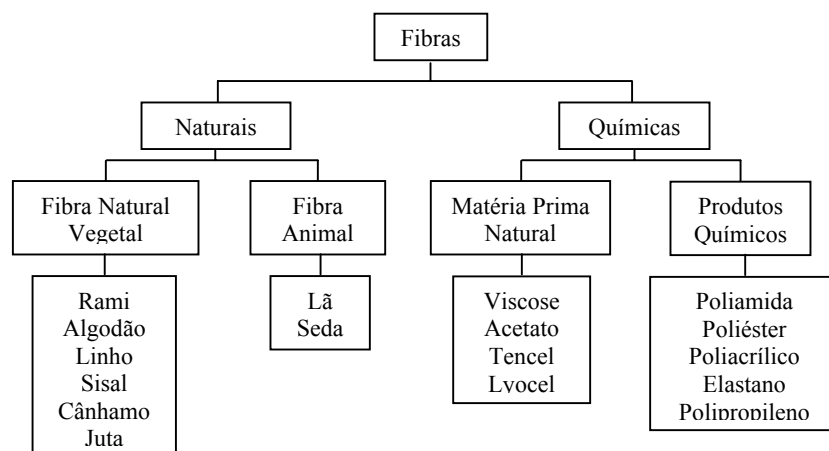 Fibras
Naturais
Químicas
Fibra Natural
Vegetal
Fibra
Animal
Matéria Prima
Natural
Produtos
Químicos
Rami
Algodão
Linho
Sisal
Cânhamo
Juta
Lã
Seda
Viscose
Acetato
Tencel
Lyocel
Poliamida
Poliéster
Poliacrílico
Elastano
Polipropileno